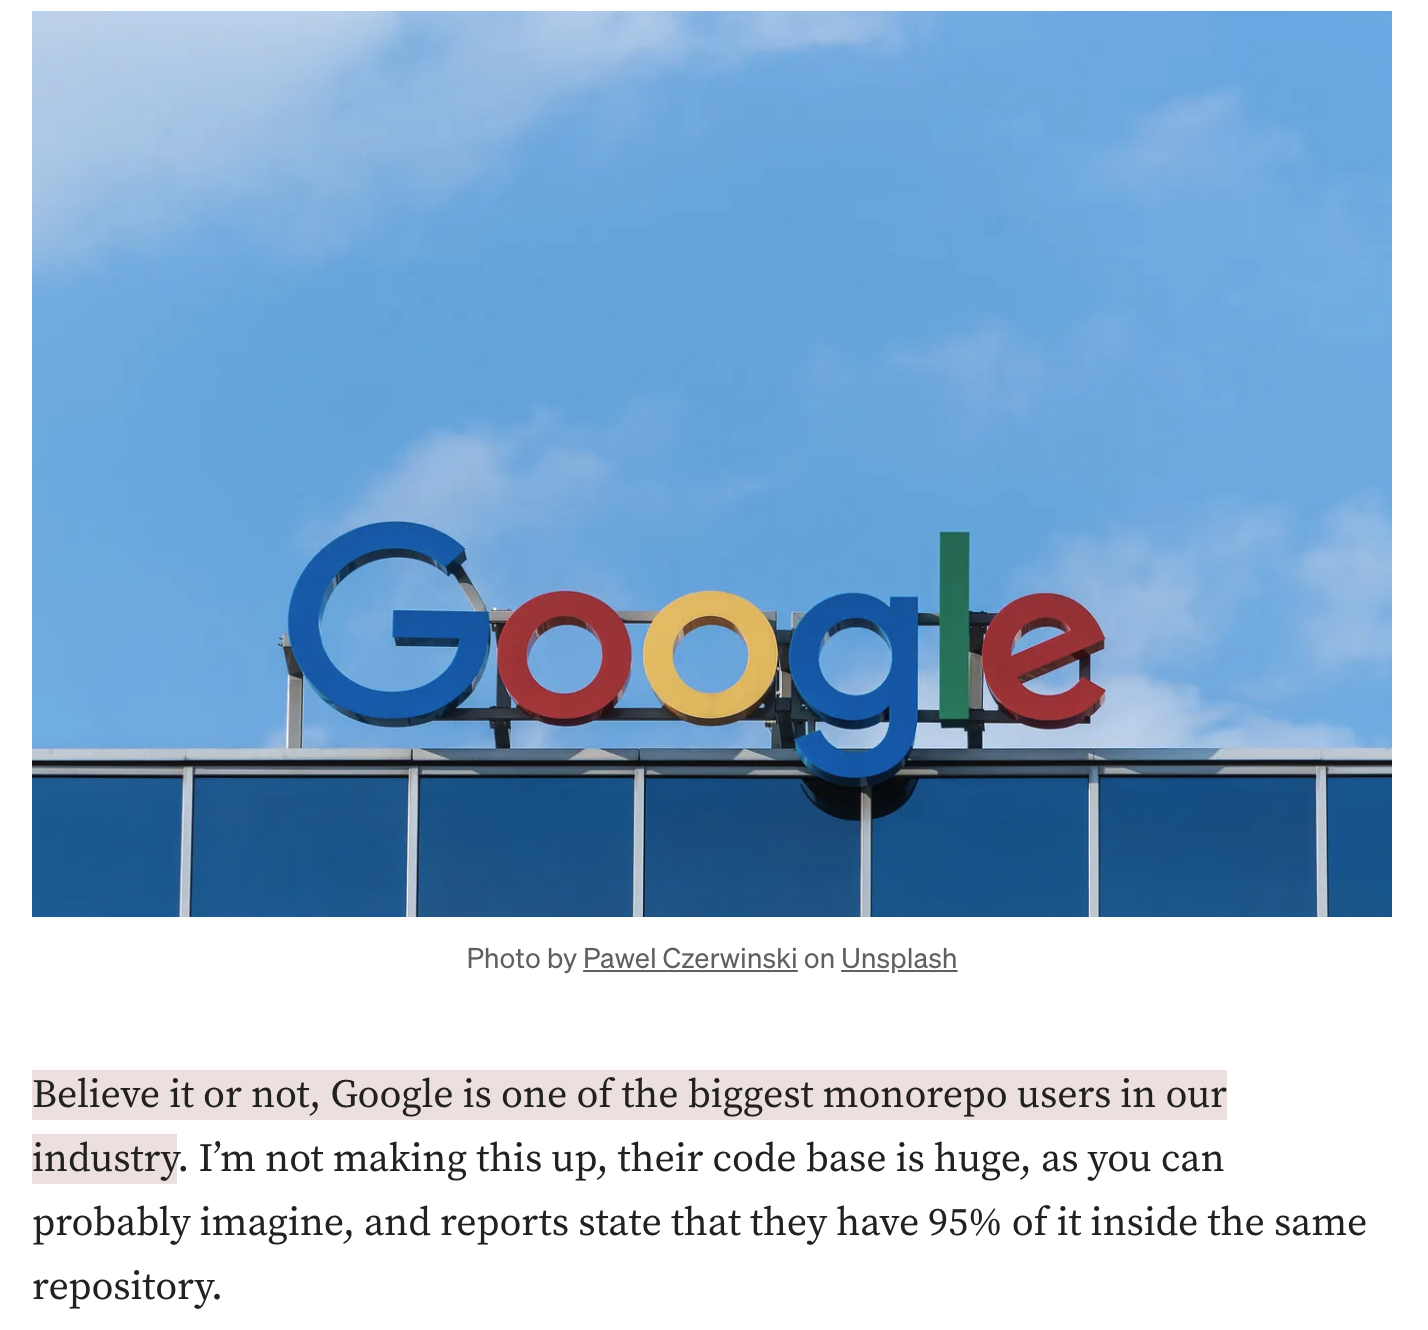 Google
Photo by Pawel Czerwinski on Unsplash
Believe it or not, Google is one of the biggest monorepo users in our
industry. I’m not making this up, their code base is huge, as you can
probably imagine, and reports state that they have 95% of it inside the same
repository.